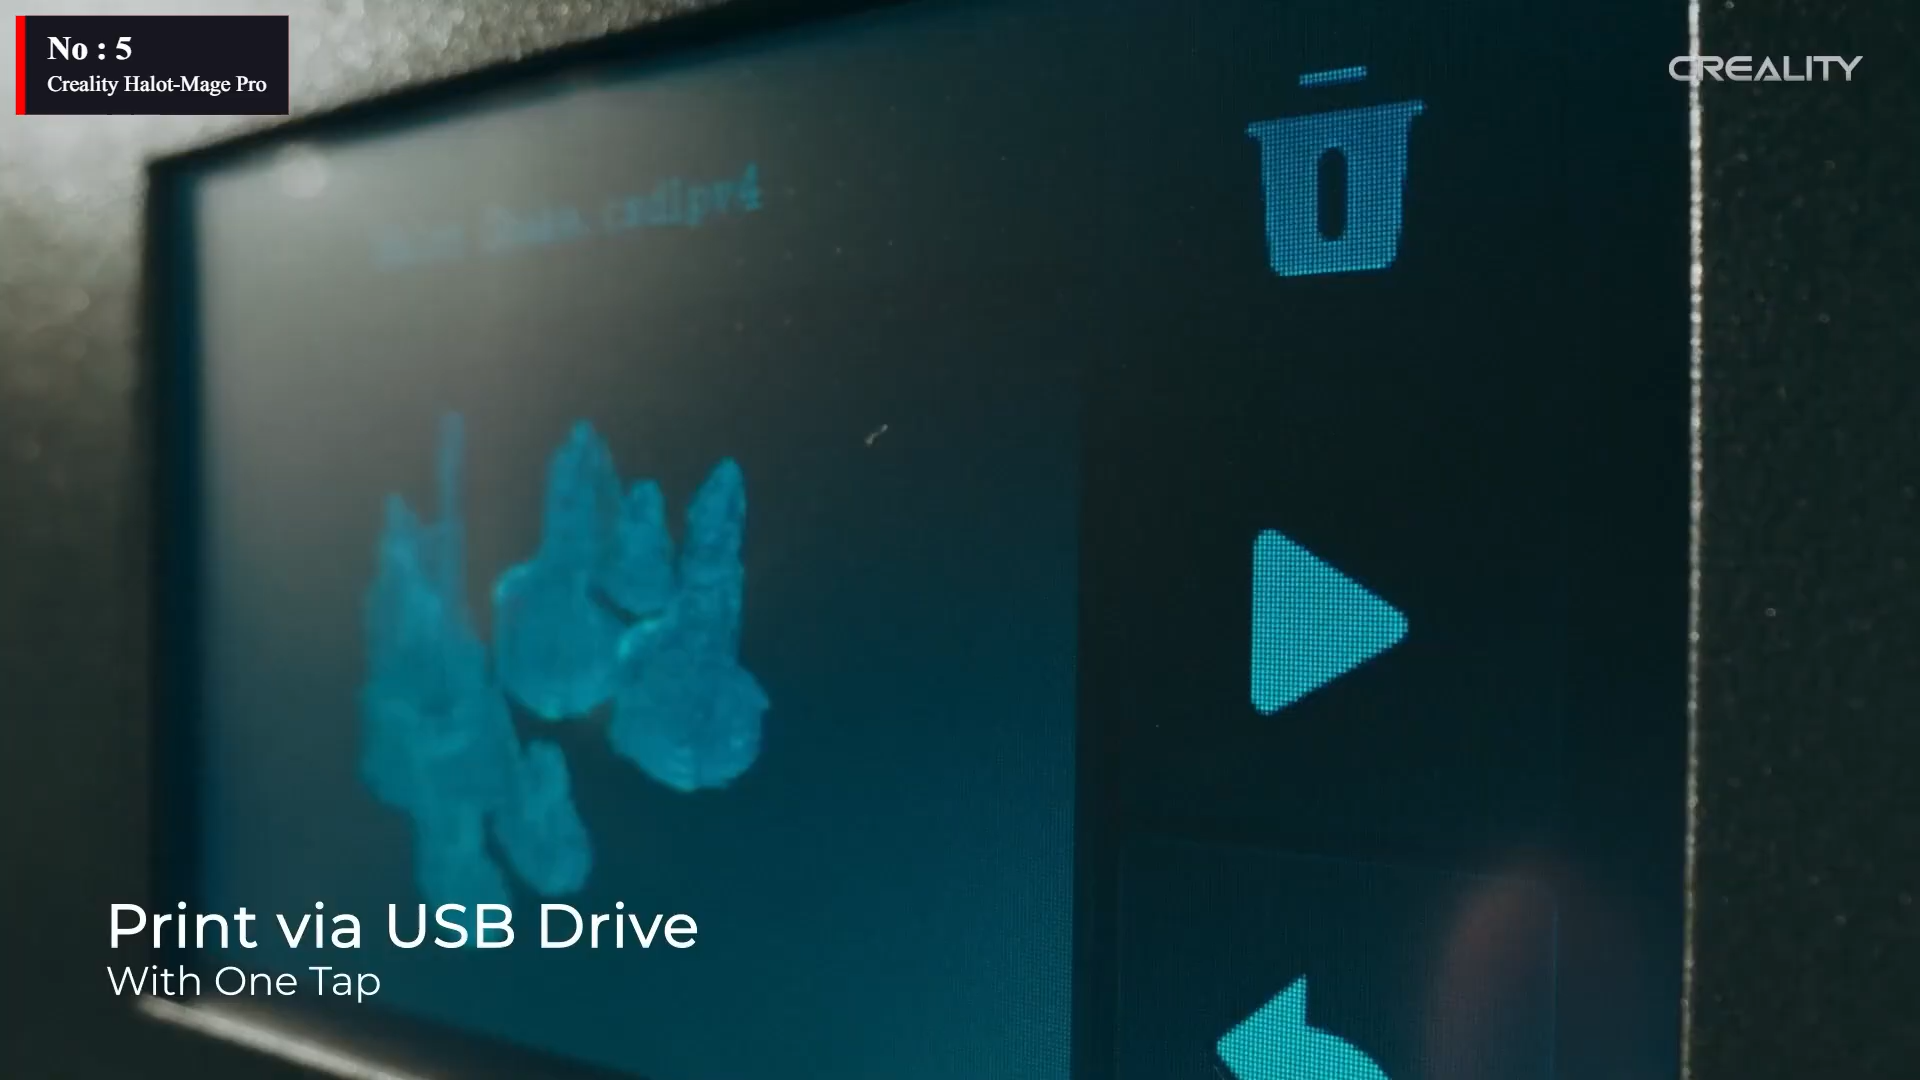 No : 5
Creality Halot-Mage Pro
CREALITY
Print via USB Drive
With One Tap